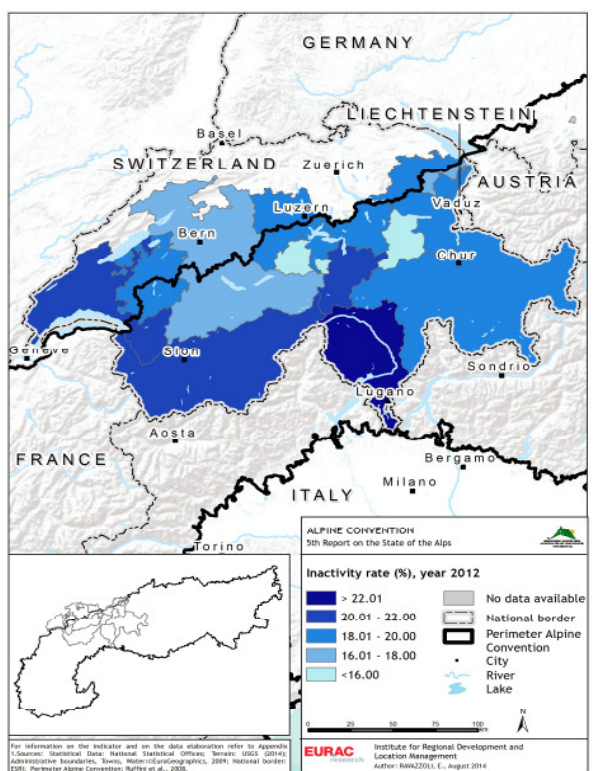 GERMANY
LIECHTENSTEIN
Basel
SWITZERLAND
Zuerich
AUSTRIA
Luzern
Vaduz
Bern
Chur
Geneve
Sion
Sondrio
Lugano
Aosta
FRANCE
Bergamo
ITALY
Milano
Torino
ALPINE CONVENTION
5th Report on the State of the Alps
Inactivity rate (%), year 2012
> 22.01
20.01 - 22.00
18.01 - 20.00
16.01 - 18.00
<16.00
No data available
National border
Perimeter Alpine
Convention
City
River
Lake
N
0 25 50 75 100
km
For information on the indicator and on the data elaboration refer to Appendix
1.Sources: Statistical Data: National Statistical Offices; Terrain: USGS (2014);
Administrative boundaries, Towns, Water:©EuroGeographics, 2009; National border:
ESRI; Perimeter Alpine Convention: Ruffini et al., 2008.
EURAC
research
Institute for Regional Development and
Location Management
Author: RAVAZZOLI, E., August 2014